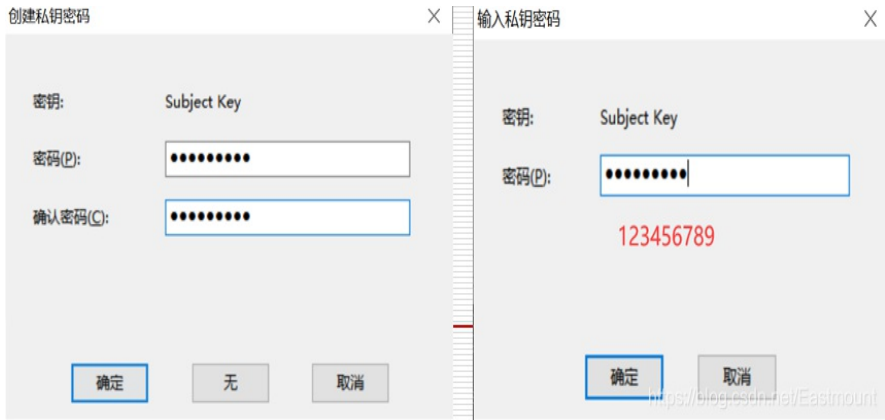 创建私钥密码
密钥: Subject Key
密码(P): ●●●●●●●●●
确认密码(C): ●●●●●●●●●
确定 无 取消
输入私钥密码
密钥: Subject Key
密码(P): ●●●●●●●●●
123456789
确定 取消
https://blog.csdn.net/Eastmount